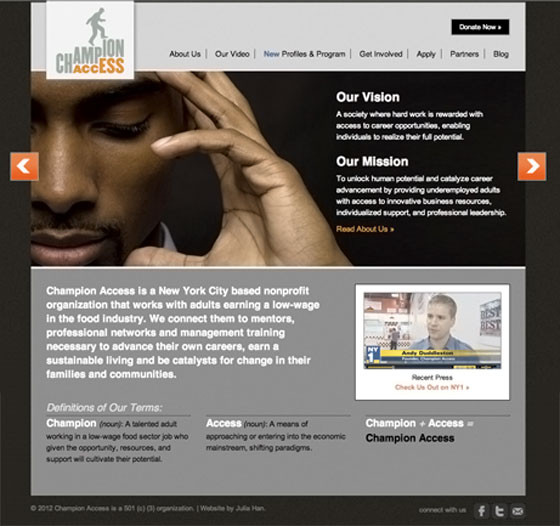 CHAMPION
ACCESS
Donate Now »
About Us | Our Video | New Profiles & Program | Get Involved | Apply | Partners | Blog
Our Vision
A society where hard work is rewarded with
access to career opportunities, enabling
individuals to realize their full potential.
Our Mission
To unlock human potential and catalyze career
advancement by providing underemployed adults
with access to innovative business resources,
individualized support, and professional leadership.
Read About Us »
Champion Access is a New York City based nonprofit
organization that works with adults earning a low-wage
in the food industry. We connect them to mentors,
professional networks and management training
necessary to advance their own careers, earn a
sustainable living and be catalysts for change in their
families and communities.
NY
1
Andy Duddleston
Founder, Champion Access
Recent Press
Check Us Out on NY1 »
Definitions of Our Terms:
Champion (noun): A talented adult
working in a low-wage food sector job who
given the opportunity, resources, and
support will cultivate their potential.
Access (noun): A means of
approaching or entering into the economic
mainstream, shifting paradigms.
Champion + Access =
Champion Access
© 2012 Champion Access is a 501 (c) (3) organization. | Website by Julia Han.
connect with us